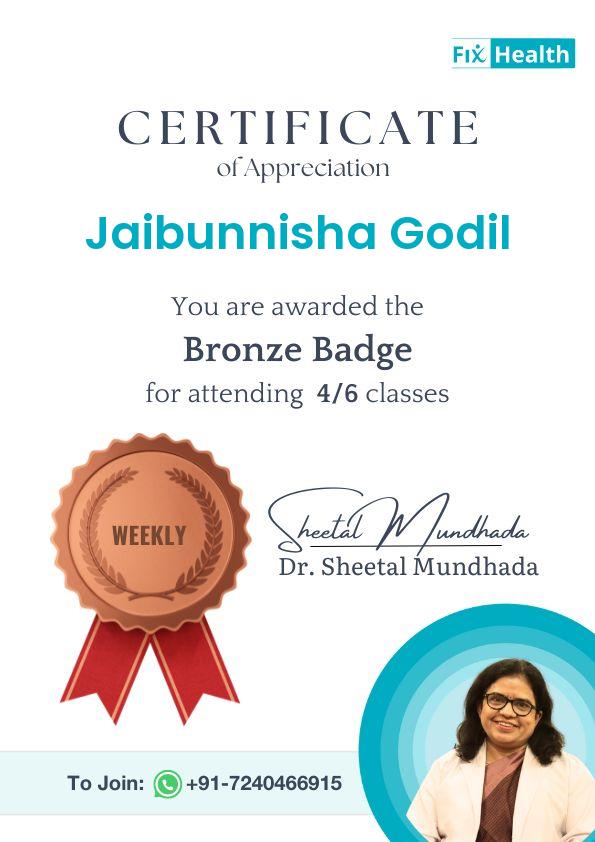 Fix Health
CERTIFICATE
of Appreciation
Jaibunnisha Godil
You are awarded the
Bronze Badge
for attending 4/6 classes
WEEKLY
Sheetal Mundhada
Dr. Sheetal Mundhada
To Join: +91-7240466915